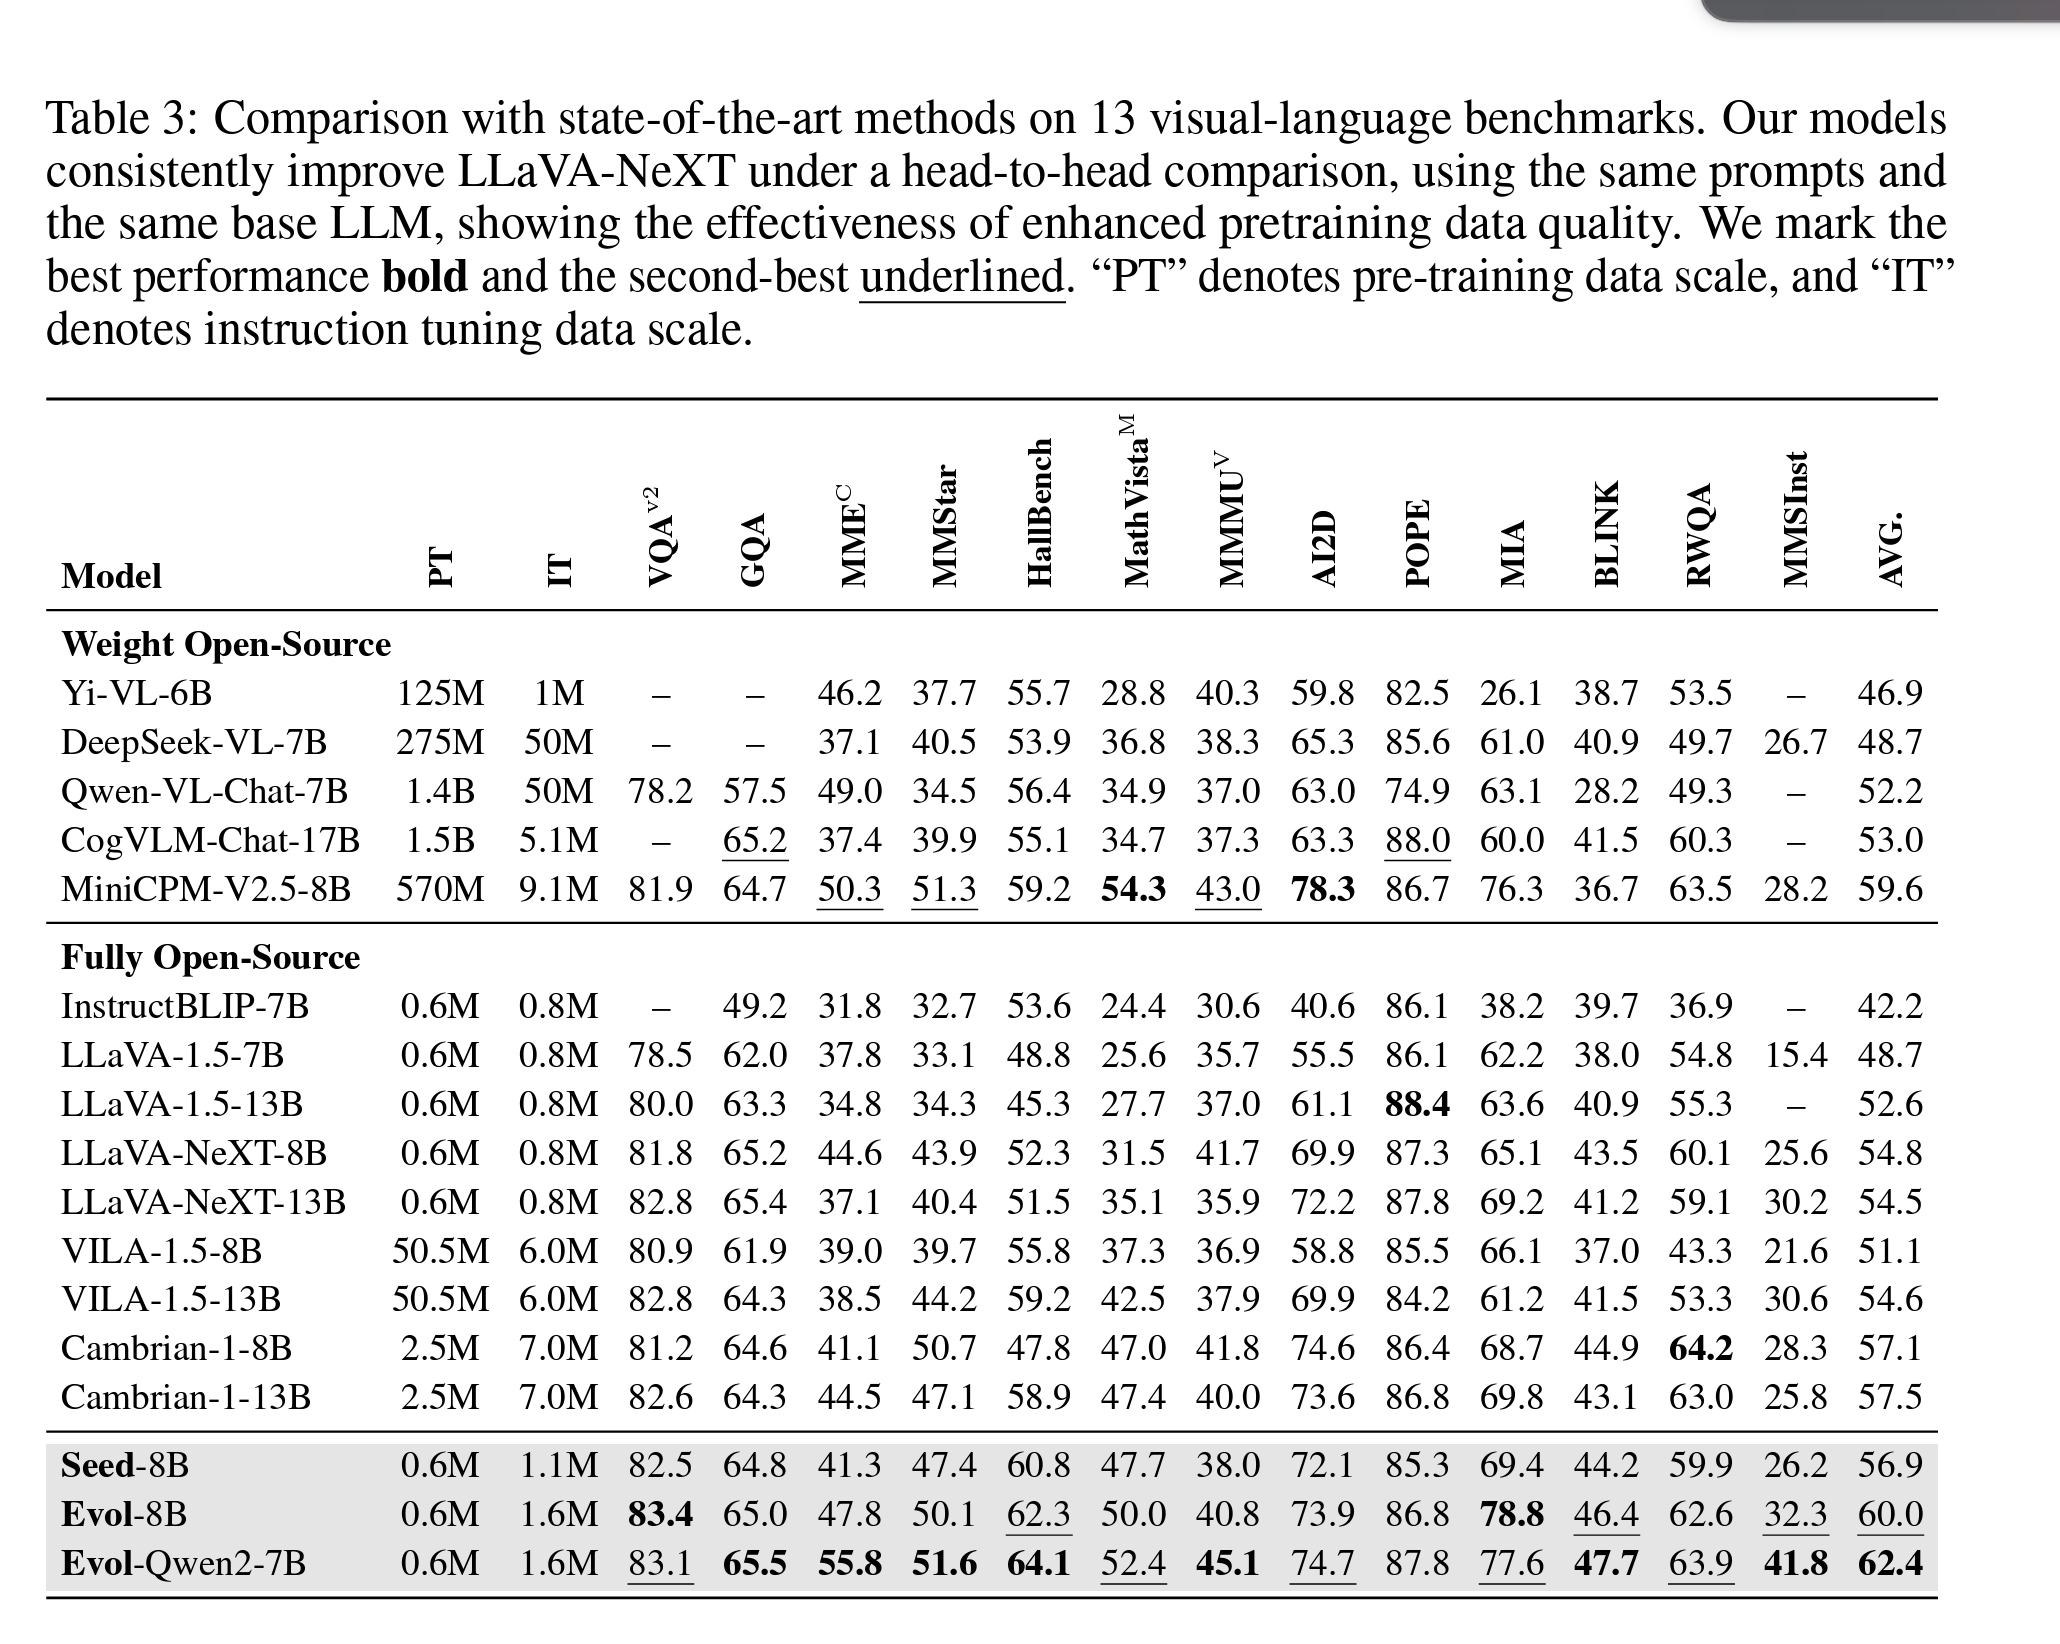 Table 3: Comparison with state-of-the-art methods on 13 visual-language benchmarks. Our models
consistently improve LLaVA-NeXT under a head-to-head comparison, using the same prompts and
the same base LLM, showing the effectiveness of enhanced pretraining data quality. We mark the
best performance bold and the second-best underlined. “PT” denotes pre-training data scale, and “IT”
denotes instruction tuning data scale.
Model PT IT VQA^v2 GQA MME^C MMStar HallBench MathVista^M MMMU^V AI2D POPE MIA BLINK RWQA MMSInst AVG.
Weight Open-Source
Yi-VL-6B 125M 1M – – 46.2 37.7 55.7 28.8 40.3 59.8 82.5 26.1 38.7 53.5 – 46.9
DeepSeek-VL-7B 275M 50M – – 37.1 40.5 53.9 36.8 38.3 65.3 85.6 61.0 40.9 49.7 26.7 48.7
Qwen-VL-Chat-7B 1.4B 50M 78.2 57.5 49.0 34.5 56.4 34.9 37.0 63.0 74.9 63.1 28.2 49.3 – 52.2
CogVLM-Chat-17B 1.5B 5.1M – 65.2 37.4 39.9 55.1 34.7 37.3 63.3 88.0 60.0 41.5 60.3 – 53.0
MiniCPM-V2.5-8B 570M 9.1M 81.9 64.7 50.3 51.3 59.2 54.3 43.0 78.3 86.7 76.3 36.7 63.5 28.2 59.6
Fully Open-Source
InstructBLIP-7B 0.6M 0.8M – 49.2 31.8 32.7 53.6 24.4 30.6 40.6 86.1 38.2 39.7 36.9 – 42.2
LLaVA-1.5-7B 0.6M 0.8M 78.5 62.0 37.8 33.1 48.8 25.6 35.7 55.5 86.1 62.2 38.0 54.8 15.4 48.7
LLaVA-1.5-13B 0.6M 0.8M 80.0 63.3 34.8 34.3 45.3 27.7 37.0 61.1 88.4 63.6 40.9 55.3 – 52.6
LLaVA-NeXT-8B 0.6M 0.8M 81.8 65.2 44.6 43.9 52.3 31.5 41.7 69.9 87.3 65.1 43.5 60.1 25.6 54.8
LLaVA-NeXT-13B 0.6M 0.8M 82.8 65.4 37.1 40.4 51.5 35.1 35.9 72.2 87.8 69.2 41.2 59.1 30.2 54.5
VILA-1.5-8B 50.5M 6.0M 80.9 61.9 39.0 39.7 55.8 37.3 36.9 58.8 85.5 66.1 37.0 43.3 21.6 51.1
VILA-1.5-13B 50.5M 6.0M 82.8 64.3 38.5 44.2 59.2 42.5 37.9 69.9 84.2 61.2 41.5 53.3 30.6 54.6
Cambrian-1-8B 2.5M 7.0M 81.2 64.6 41.1 50.7 47.8 47.0 41.8 74.6 86.4 68.7 44.9 64.2 28.3 57.1
Cambrian-1-13B 2.5M 7.0M 82.6 64.3 44.5 47.1 58.9 47.4 40.0 73.6 86.8 69.8 43.1 63.0 25.8 57.5
Seed-8B 0.6M 1.1M 82.5 64.8 41.3 47.4 60.8 47.7 38.0 72.1 85.3 69.4 44.2 59.9 26.2 56.9
Evol-8B 0.6M 1.6M 83.4 65.0 47.8 50.1 62.3 50.0 40.8 73.9 86.8 78.8 46.4 62.6 32.3 60.0
Evol-Qwen2-7B 0.6M 1.6M 83.1 65.5 55.8 51.6 64.1 52.4 45.1 74.7 87.8 77.6 47.7 63.9 41.8 62.4